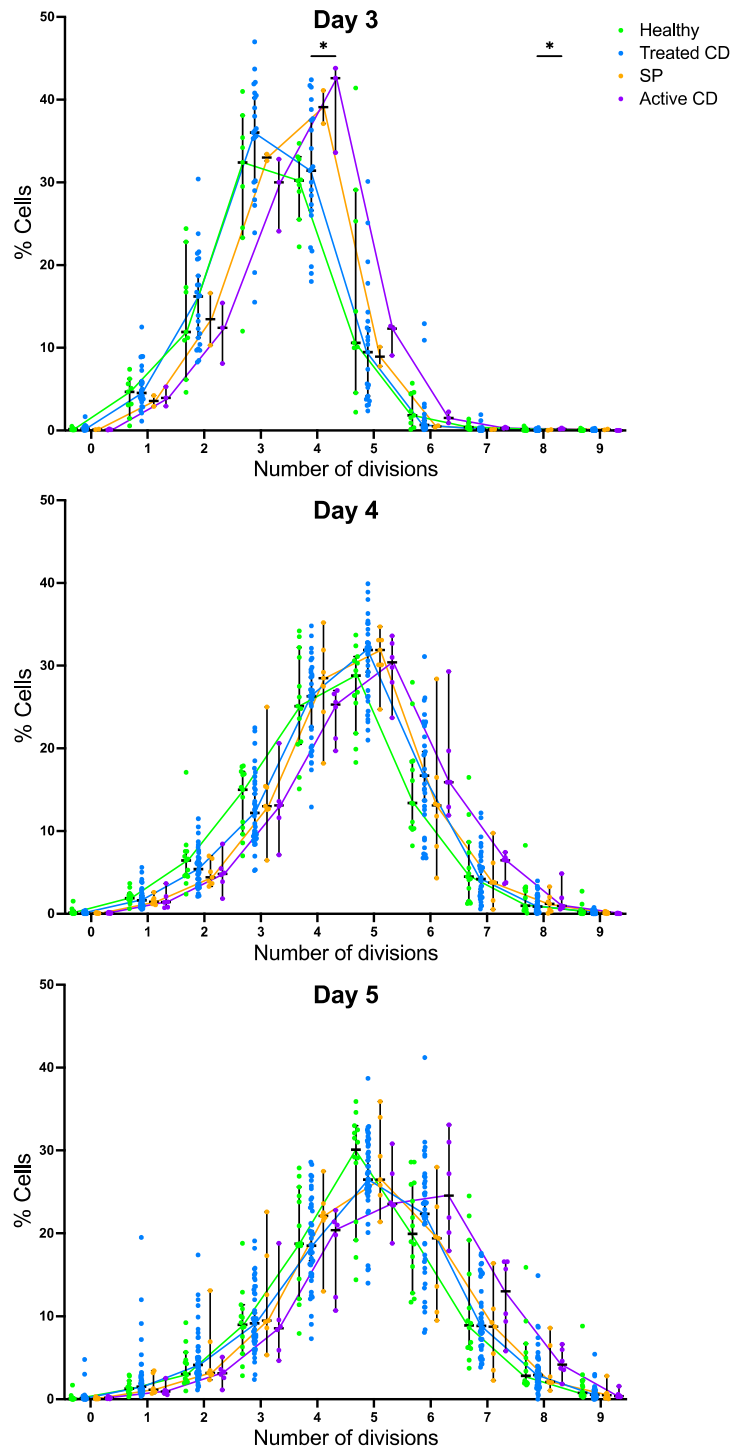 Day 3
* *
Healthy
Treated CD
SP
Active CD
% Cells
50
40
30
20
10
0
0 1 2 3 4 5 6 7 8 9
Number of divisions
Day 4
% Cells
50
40
30
20
10
0
0 1 2 3 4 5 6 7 8 9
Number of divisions
Day 5
% Cells
50
40
30
20
10
0
0 1 2 3 4 5 6 7 8 9
Number of divisions